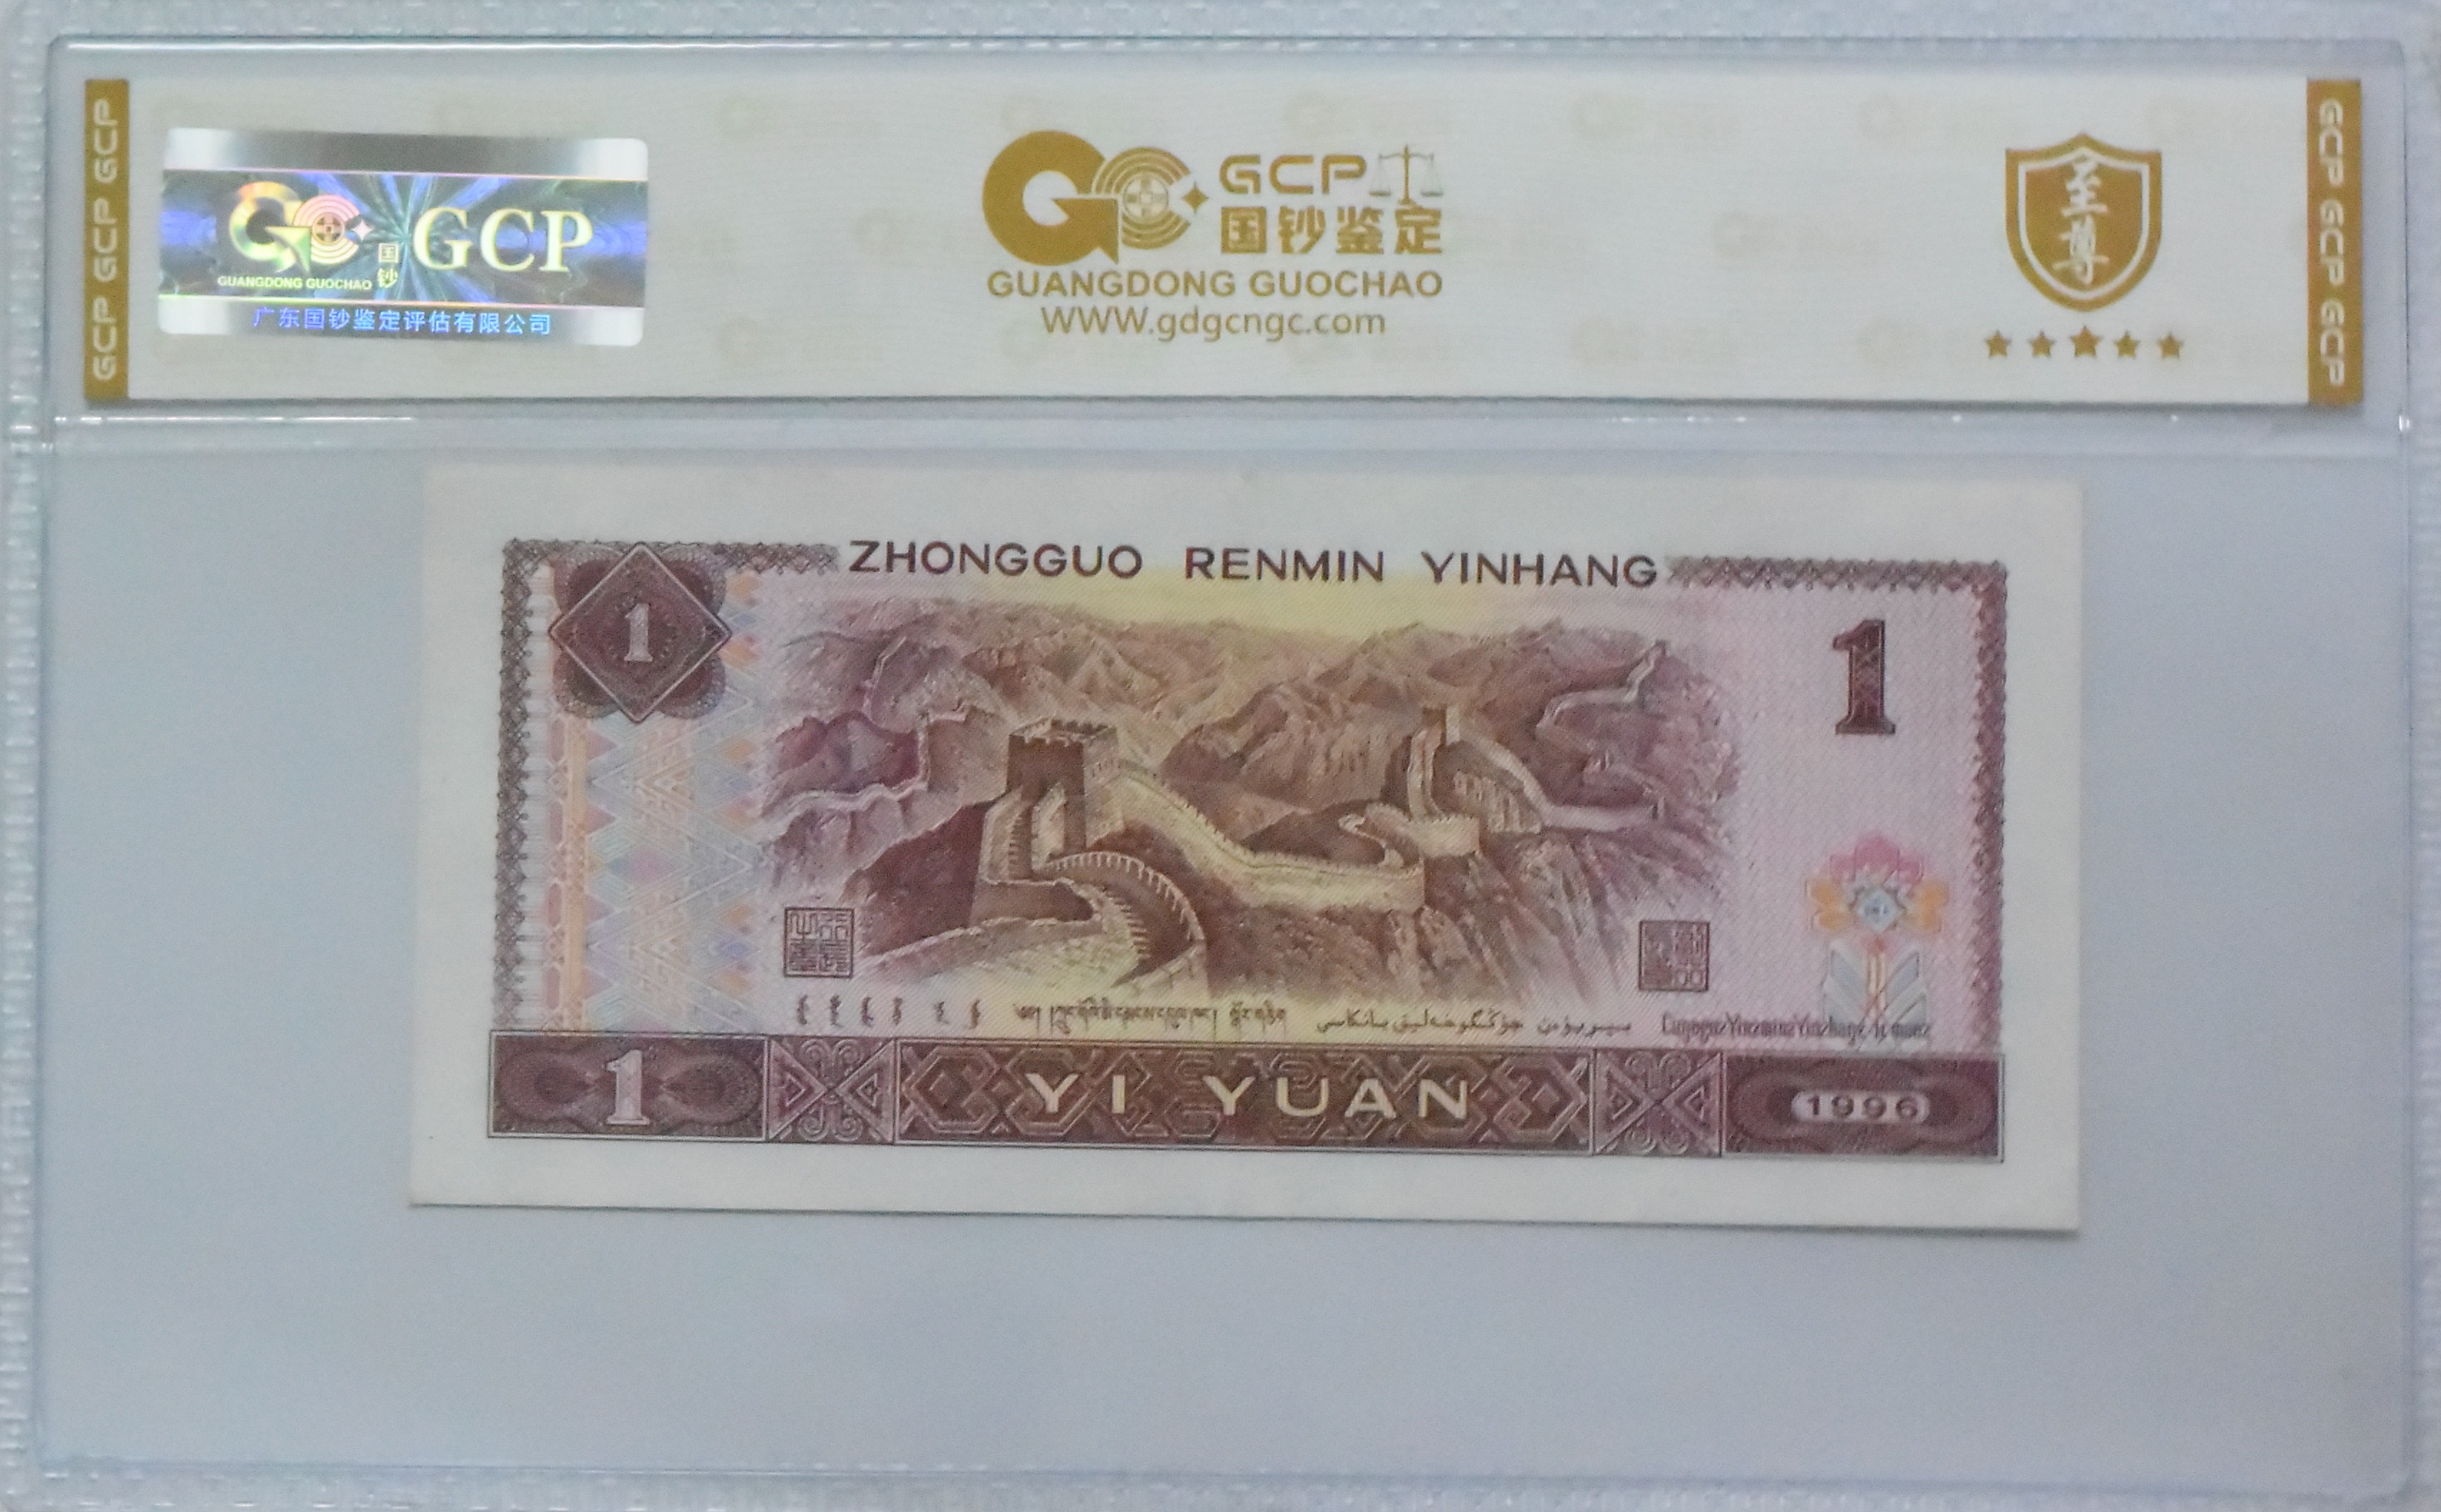 GCP GCP GCP
国钞
GCP
GUANGDONG GUOCHAO
广东国钞鉴定评估有限公司
GCP
国钞鉴定
GUANGDONG GUOCHAO
WWW.gdgcngc.com
至尊
GCP GCP GCP
ZHONGGUO RENMIN YINHANG
1
1
1
YI YUAN
1996